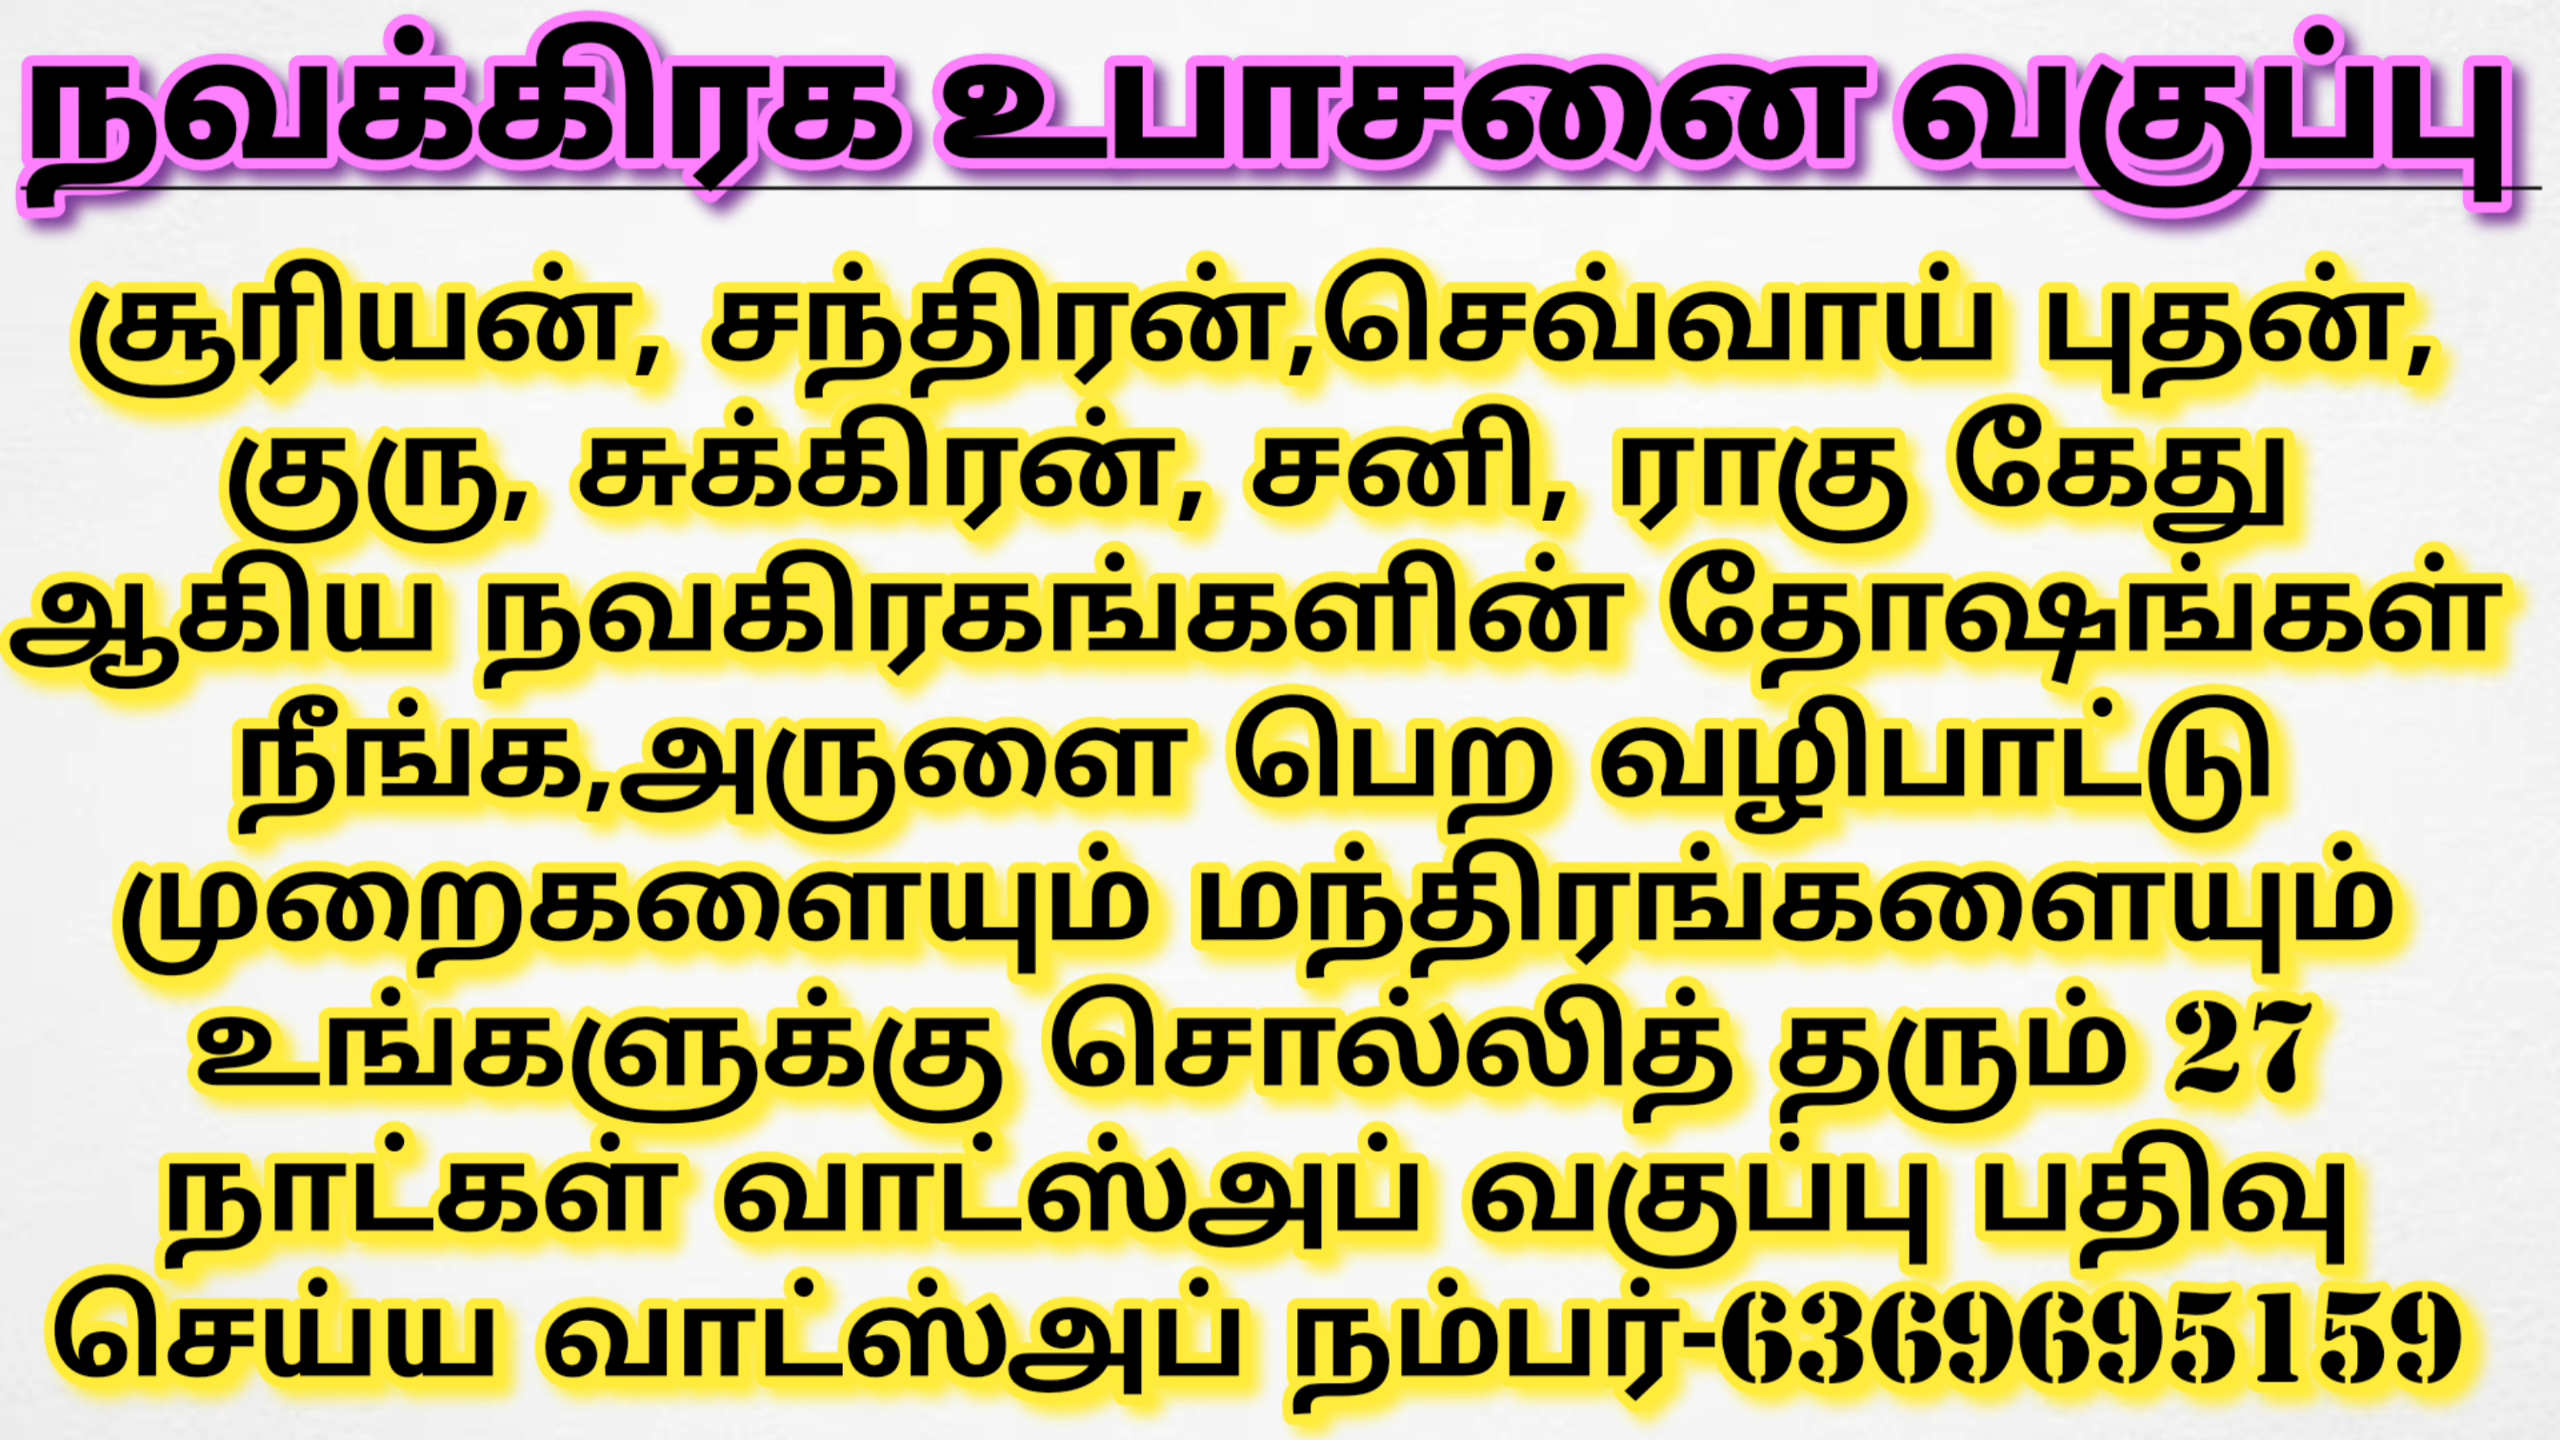 நவக்கிரக உபாசனை வகுப்பு
சூரியன், சந்திரன்,செவ்வாய் புதன்,
குரு, சுக்கிரன், சனி, ராகு கேது
ஆகிய நவகிரகங்களின் தோஷங்கள்
நீங்க,அருளை பெற வழிபாட்டு
முறைகளையும் மந்திரங்களையும்
உங்களுக்கு சொல்லித் தரும் 27
நாட்கள் வாட்ஸ்அப் வகுப்பு பதிவு
செய்ய வாட்ஸ்அப் நம்பர்-6369695159